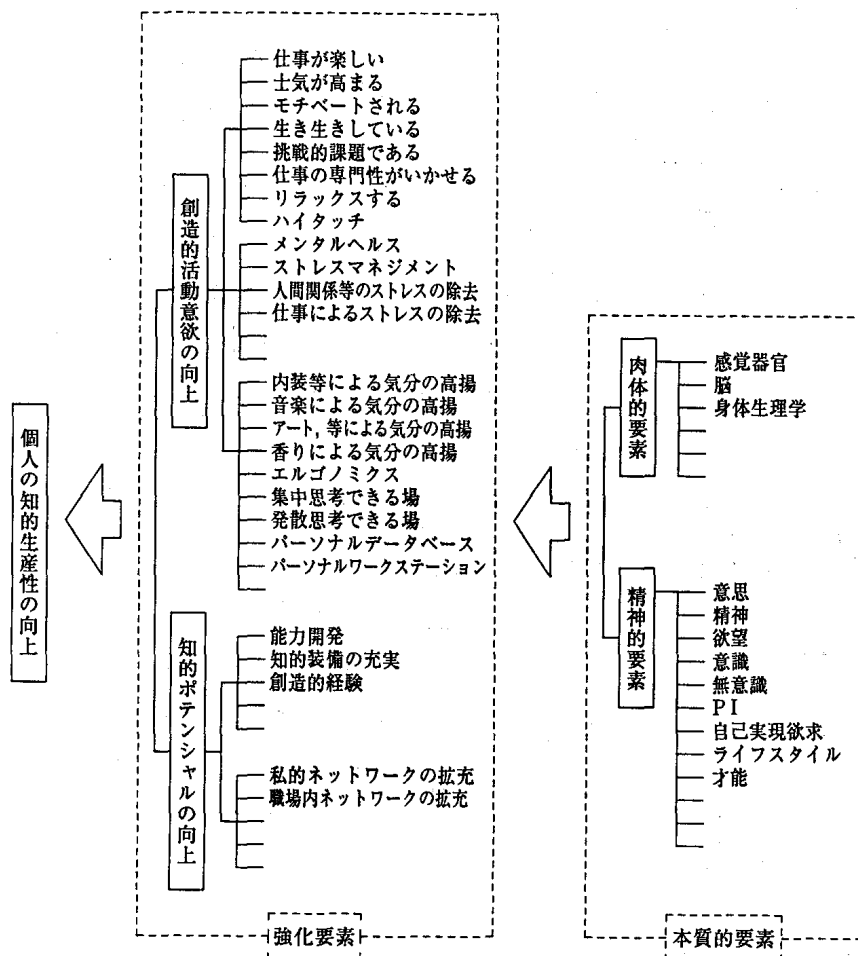 個人の知的生産性の向上
創造的活動意欲の向上
仕事が楽しい
士気が高まる
モチベートされる
生き生きしている
挑戦的課題である
仕事の専門性がいかせる
リラックスする
ハイタッチ
メンタルヘルス
ストレスマネジメント
人間関係等のストレスの除去
仕事によるストレスの除去
内装等による気分の高揚
音楽による気分の高揚
アート,等による気分の高揚
香りによる気分の高揚
エルゴノミクス
集中思考できる場
発散思考できる場
パーソナルデータベース
パーソナルワークステーション
知的ポテンシャルの向上
能力開発
知的装備の充実
創造的経験
私的ネットワークの拡充
職場内ネットワークの拡充
強化要素
肉体的要素
感覚器官
脳
身体生理学
精神的要素
意思
精神
欲望
意識
無意識
PI
自己実現欲求
ライフスタイル
才能
本質的要素